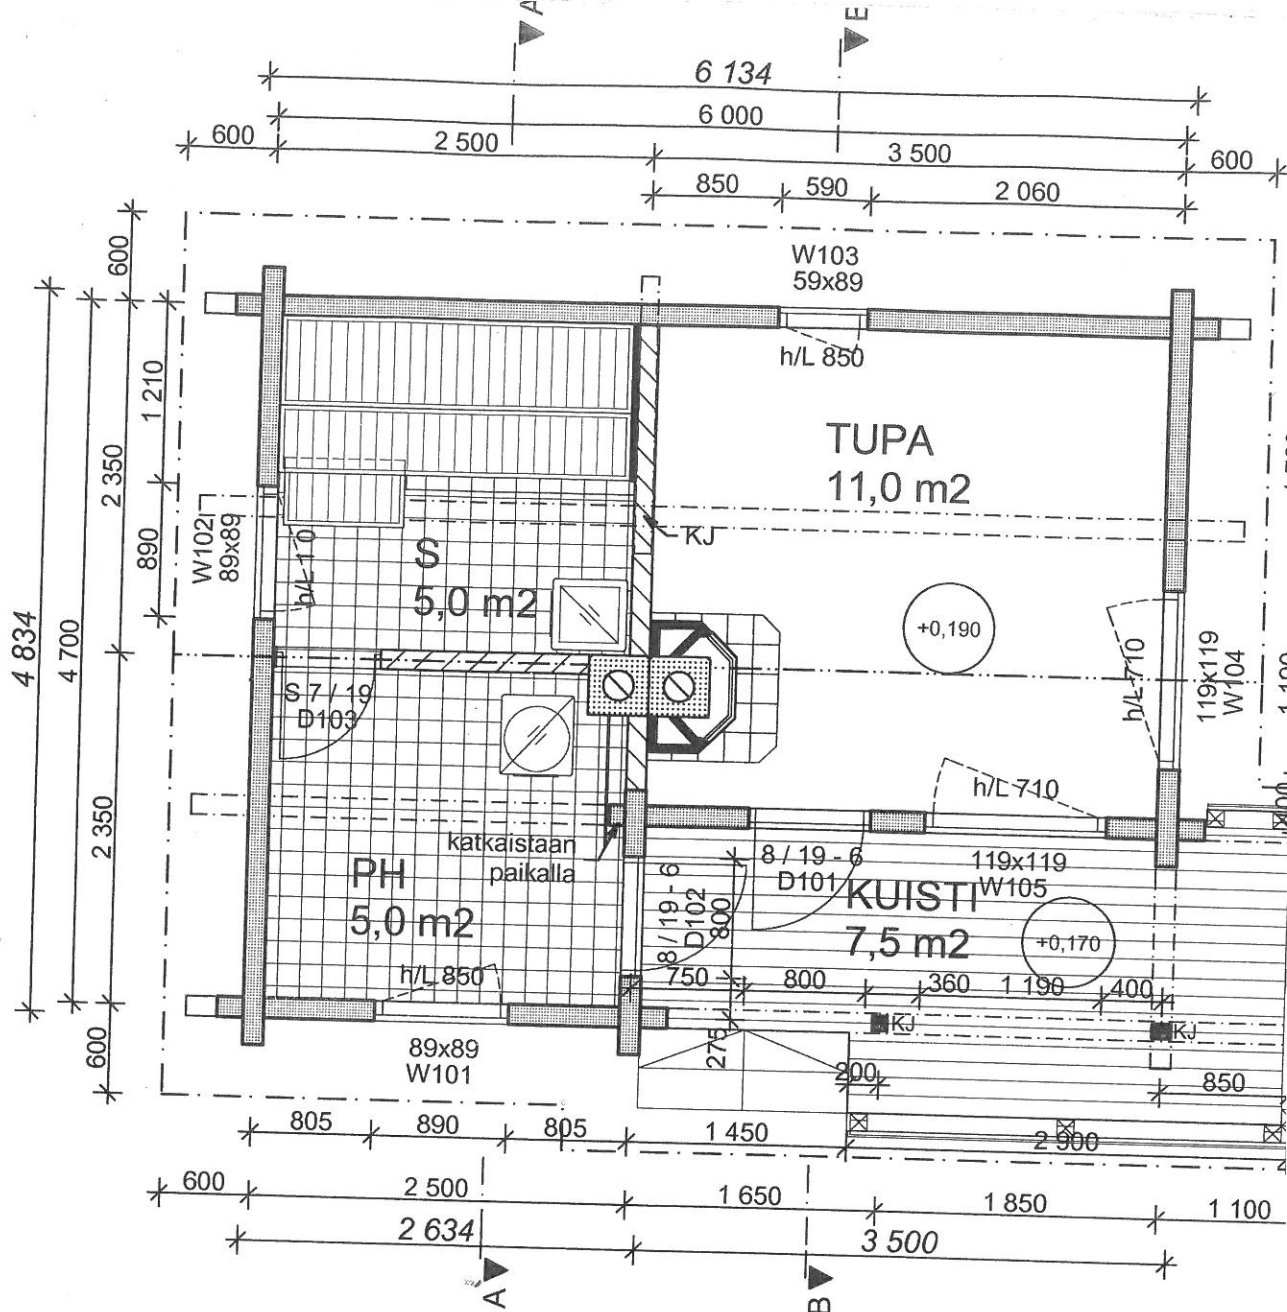 A
B
6 134
6 000
600
2 500
3 500
600
850
590
2 060
600
W103
59x89
h/L 850
1 210
2 350
890
W102
89x89
4 834
4 700
TUPA
11,0 m2
KJ
S
5,0 m2
+0,190
h/L 710
119x119
W104
S 7 / 19
D103
h/L 710
2 350
katkaistaan
paikalla
PH
5,0 m2
8 / 19 - 6
D101
119x119
W105
8 / 19 - 6
D102
800
KUISTI
7,5 m2
+0,170
h/L 850
750
800
360
1 190
400
KJ
KJ
600
89x89
W101
275
200
850
805
890
805
1 450
2 900
600
2 500
1 650
1 850
1 100
2 634
3 500
A
B